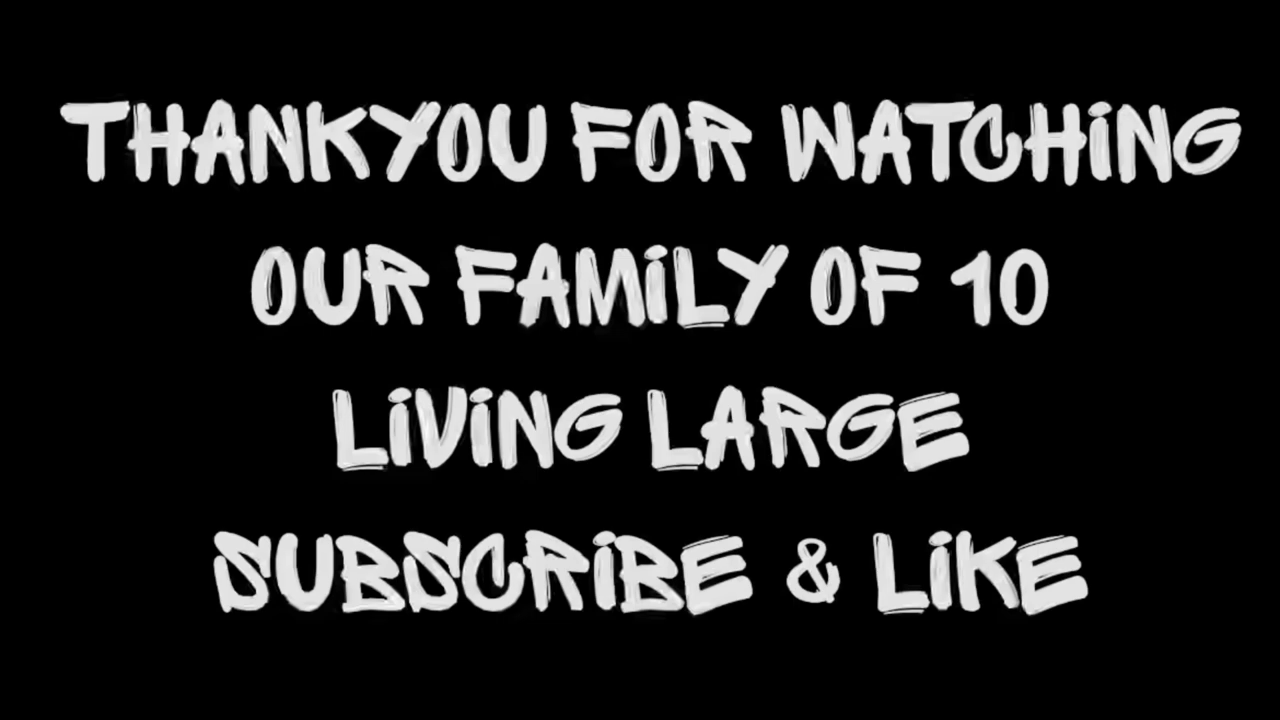 THANKYOU FOR WATCHING
OUR FAMiLY OF 10
LiViNG LARGE
SUBSCRiBE & LiKE